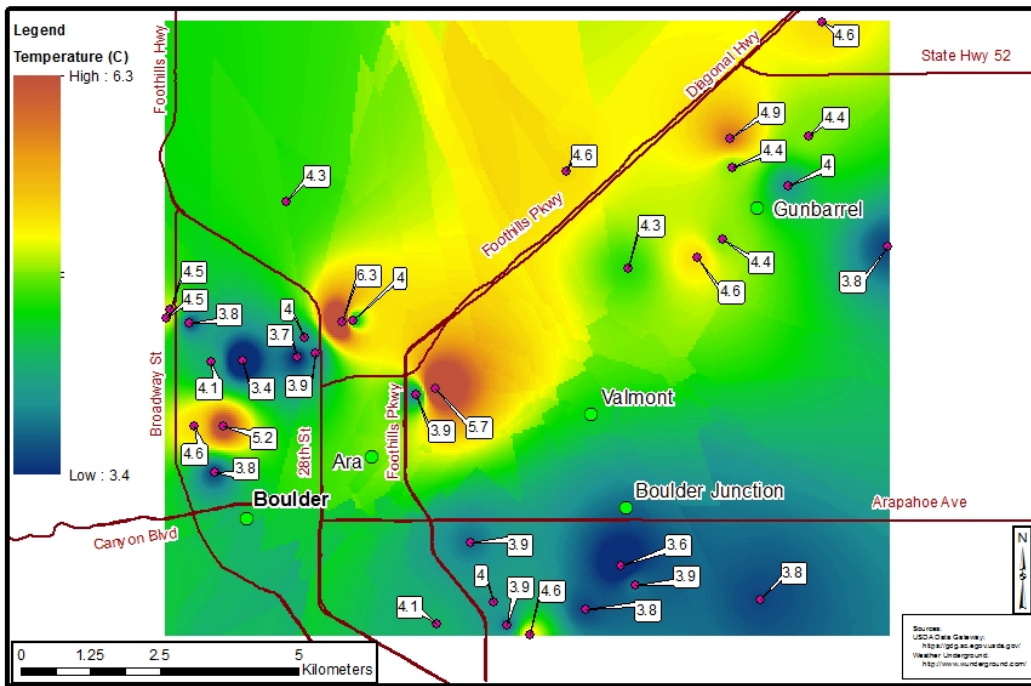 Legend
Temperature (C)
High : 6.3
Low : 3.4
Foothills Hwy
Diagonal Hwy
State Hwy 52
4.6
4.9
4.4
4.4
4
4.6
4.3
Foothills Pkwy
Gunbarrel
4.3
4.4
4.6
3.8
4.5
4.5
3.8
6.3
4
4
3.7
3.9
4.1
3.4
Broadway St
5.7
3.9
Foothills Pkwy
Valmont
4.6
5.2
3.8
28th St
Ara
Boulder
Boulder Junction
Arapahoe Ave
Canyon Blvd
3.9
3.6
3.9
3.8
4
3.9
4.1
4.6
3.8
N
0 1.25 2.5 5
Kilometers
Sources:
USDA Data Gateway:
https://gdg.sc.egov.usda.gov/
Weather Underground:
http://www.wunderground.com/